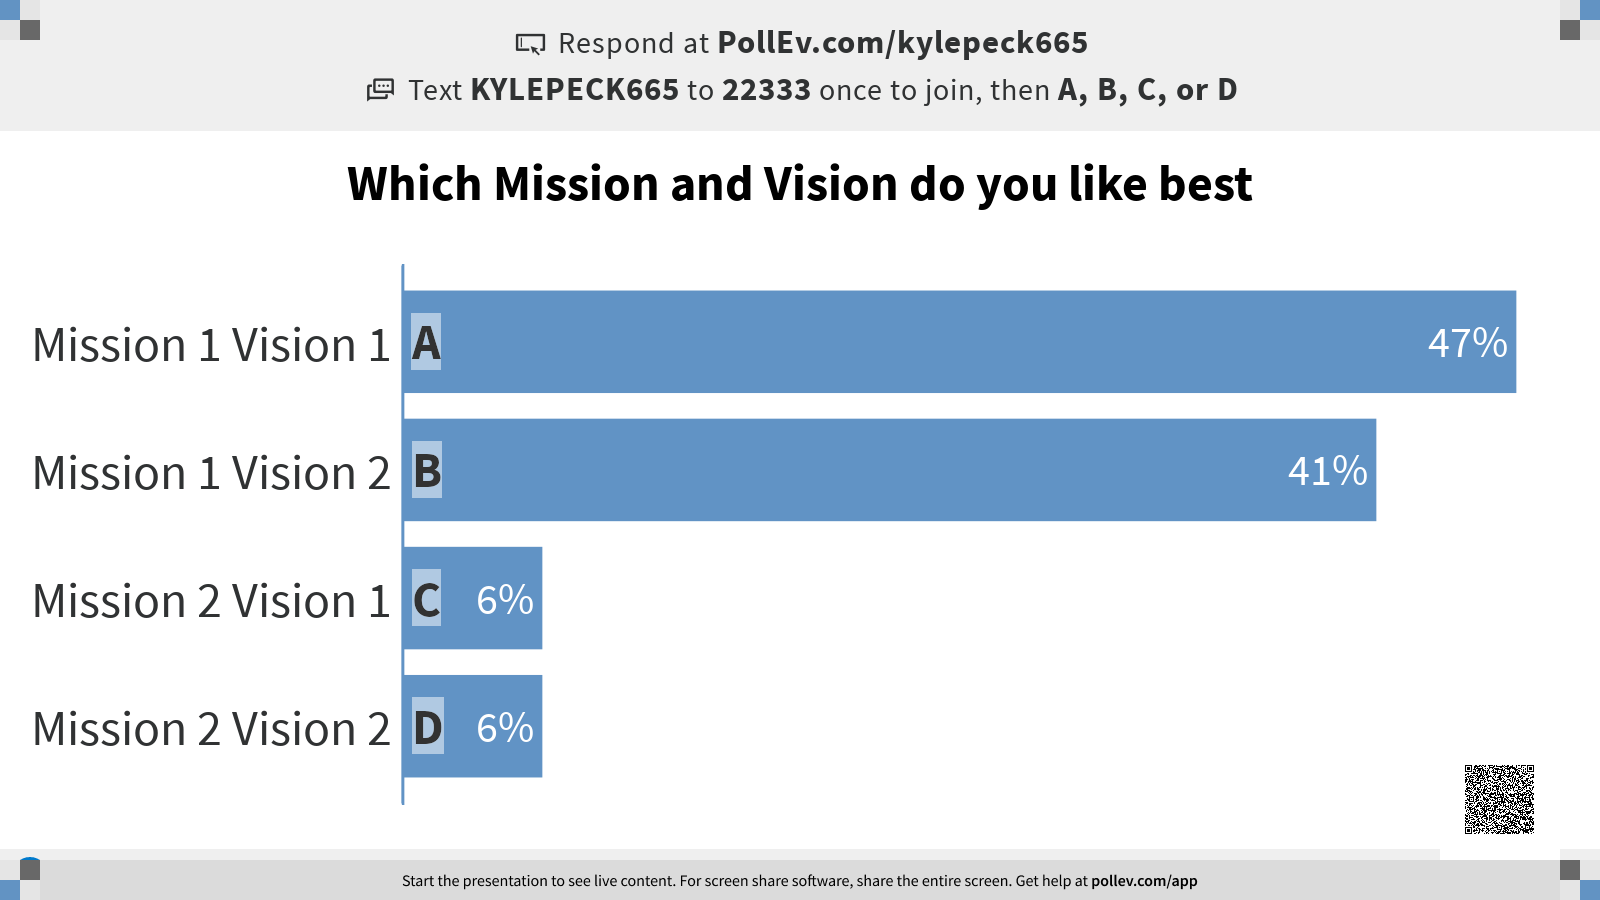 Respond at PollEv.com/kylepeck665
Text KYLEPECK665 to 22333 once to join, then A, B, C, or D
Which Mission and Vision do you like best
Mission 1 Vision 1 A 47%
Mission 1 Vision 2 B 41%
Mission 2 Vision 1 C 6%
Mission 2 Vision 2 D 6%
Start the presentation to see live content. For screen share software, share the entire screen. Get help at pollev.com/app